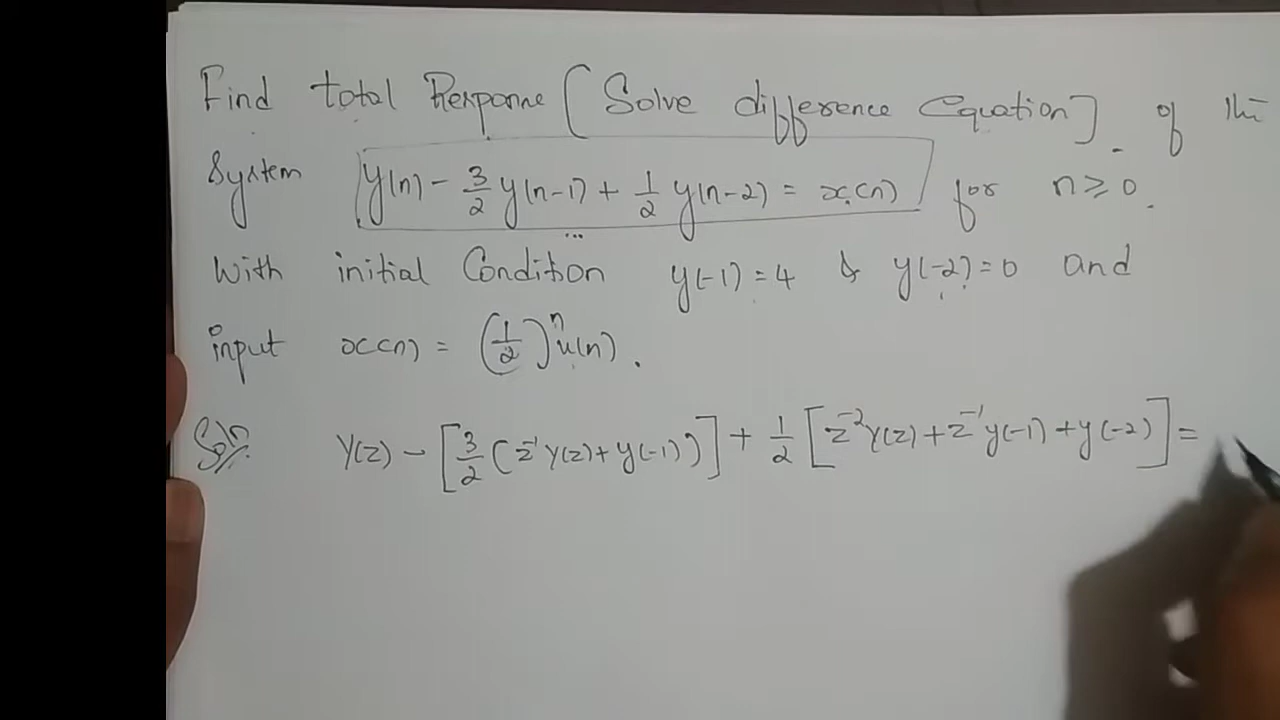 Find total Response [Solve difference Equation] of the
System y(n) - 3/2 y(n-1) + 1/2 y(n-2) = x(n) for n ≥ 0.
With initial Condition y(-1) = 4 & y(-2) = 0 and
input x(n) = (1/2)^n u(n).
Soln Y(z) - [3/2 (z^-1 Y(z) + y(-1))] + 1/2 [z^-2 Y(z) + z^-1 y(-1) + y(-2)] =